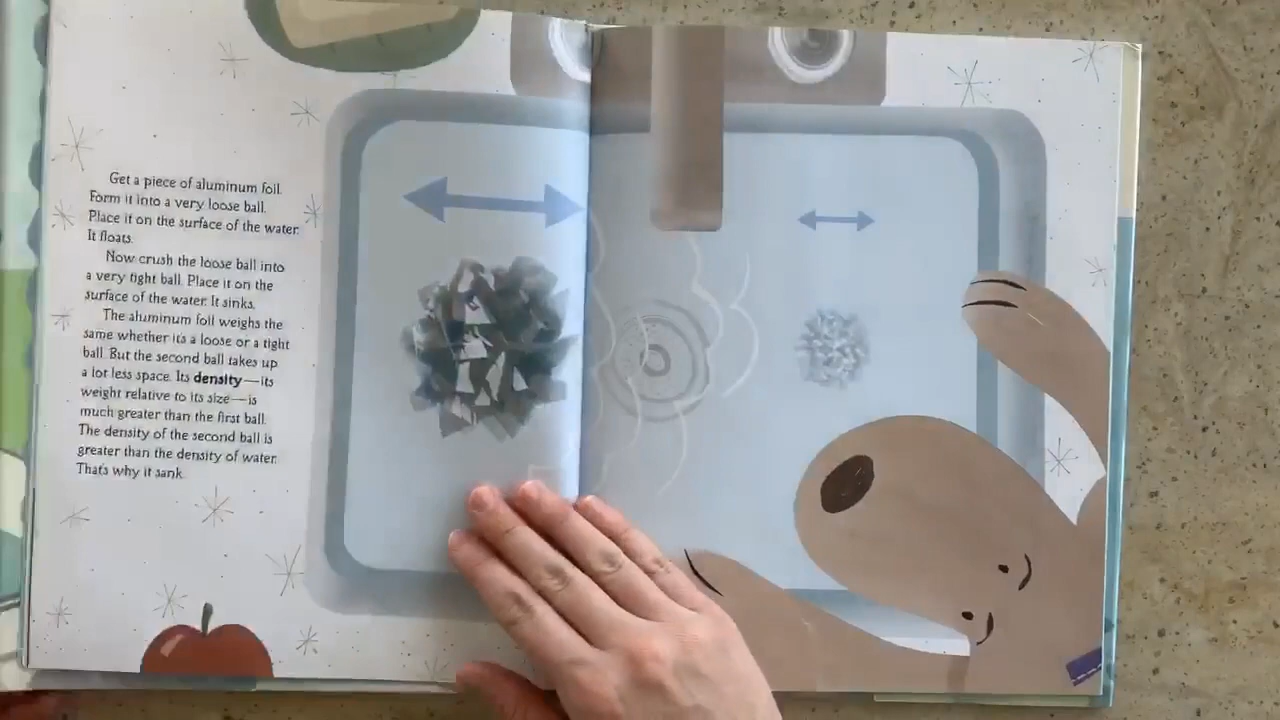 Get a piece of aluminum foil.
Form it into a very loose ball.
Place it on the surface of the water.
It floats.
Now crush the loose ball into
a very tight ball. Place it on the
surface of the water. It sinks.
The aluminum foil weighs the
same whether it's a loose or a tight
ball. But the second ball takes up
a lot less space. Its density—its
weight relative to its size—is
much greater than the first ball.
The density of the second ball is
greater than the density of water.
That's why it sank.